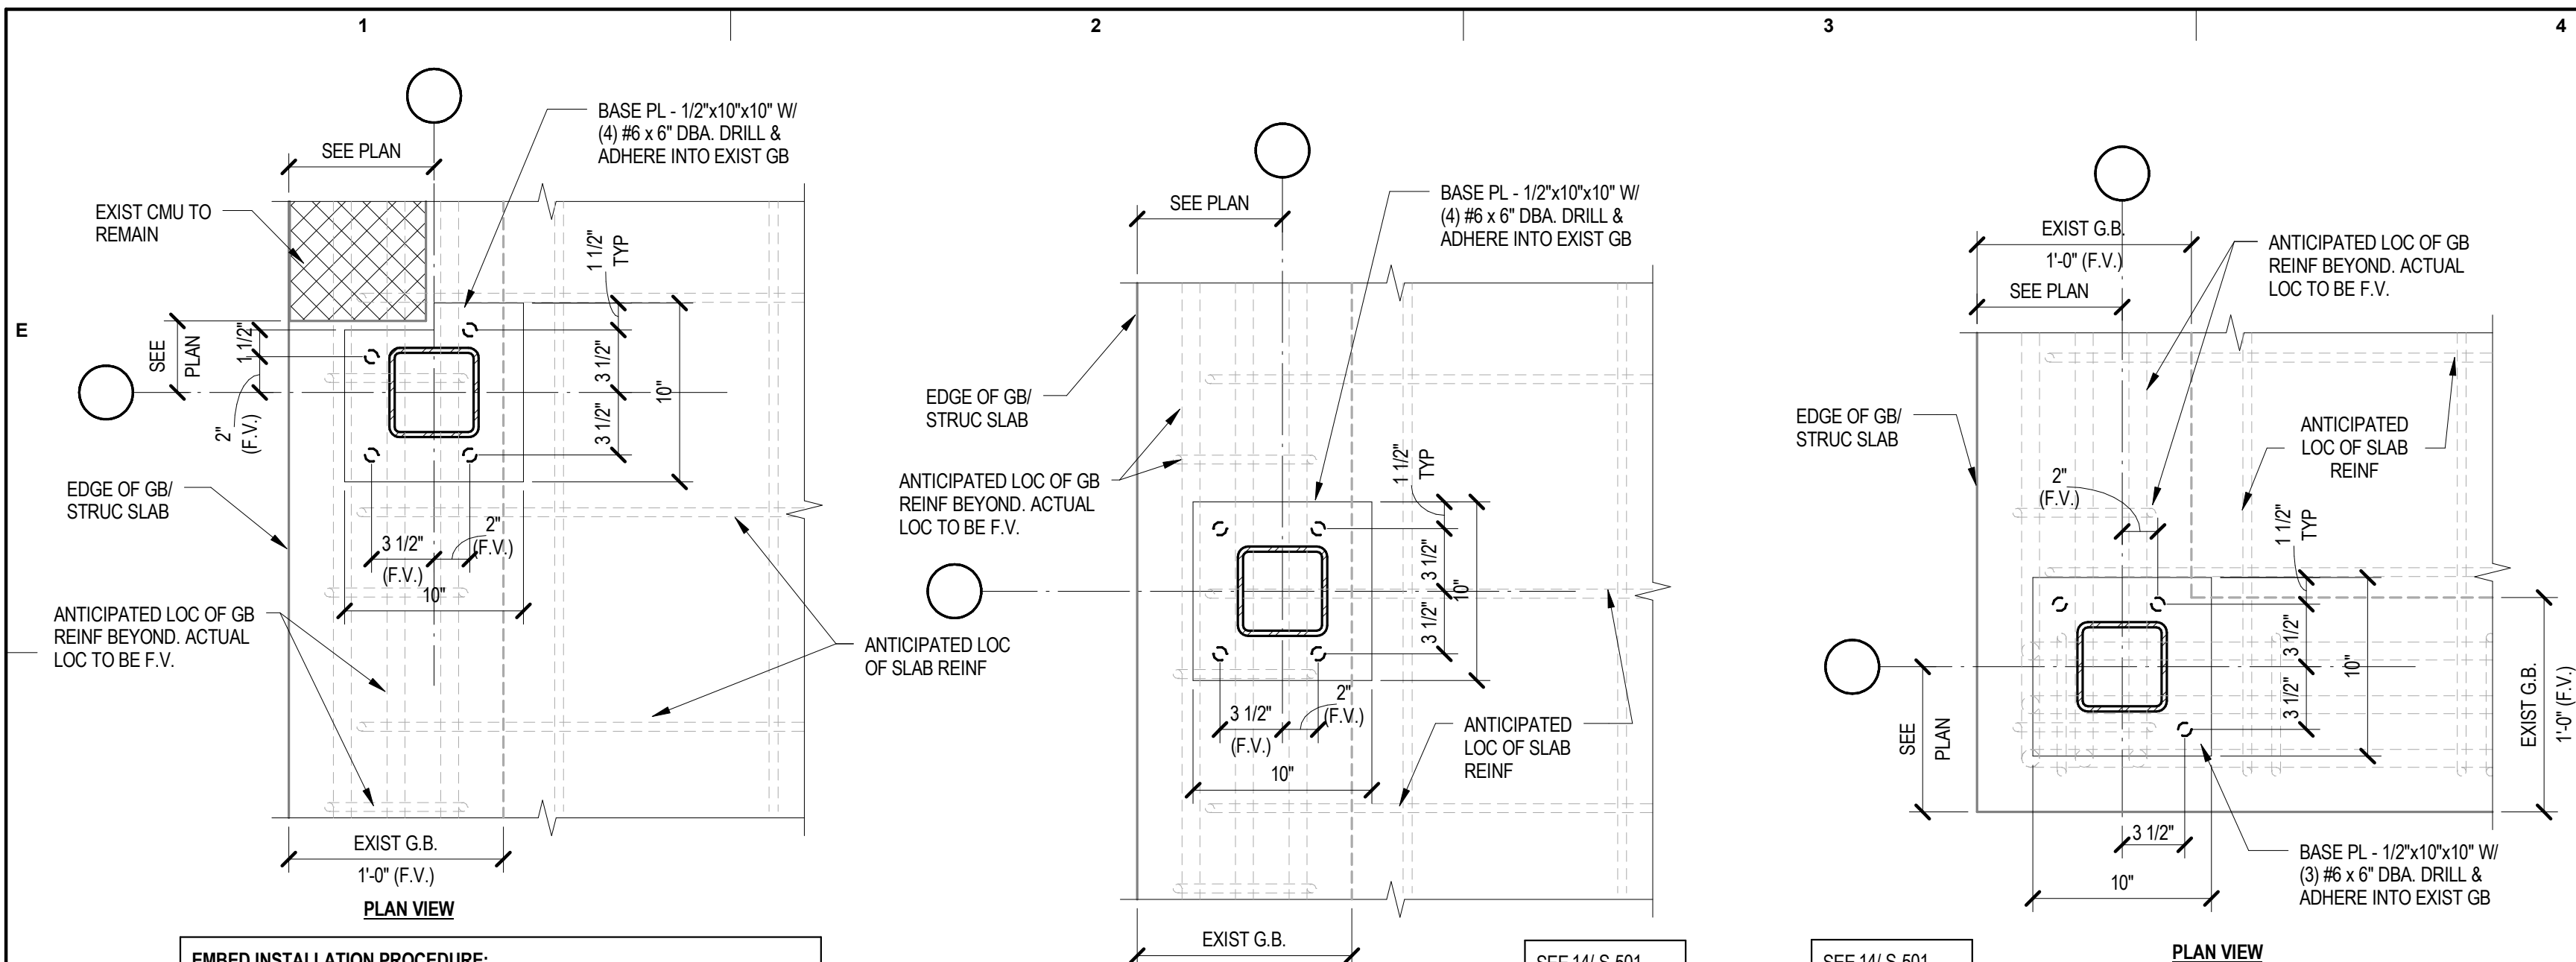 1
2
3
4
E
SEE PLAN
BASE PL - 1/2"x10"x10" W/
(4) #6 x 6" DBA. DRILL &
ADHERE INTO EXIST GB
EXIST CMU TO
REMAIN
1 1/2"
TYP
SEE
PLAN
1 1/2"
2"
(F.V.)
3 1/2"
3 1/2"
10"
EDGE OF GB/
STRUC SLAB
3 1/2"
(F.V.)
2"
(F.V.)
10"
ANTICIPATED LOC OF GB
REINF BEYOND. ACTUAL
LOC TO BE F.V.
ANTICIPATED LOC
OF SLAB REINF
EXIST G.B.
1'-0" (F.V.)
PLAN VIEW
EMBED INSTALLATION PROCEDURE:
SEE PLAN
BASE PL - 1/2"x10"x10" W/
(4) #6 x 6" DBA. DRILL &
ADHERE INTO EXIST GB
EDGE OF GB/
STRUC SLAB
ANTICIPATED LOC OF GB
REINF BEYOND. ACTUAL
LOC TO BE F.V.
1 1/2"
TYP
3 1/2"
3 1/2"
10"
3 1/2"
(F.V.)
2"
(F.V.)
10"
ANTICIPATED
LOC OF SLAB
REINF
EXIST G.B.
SEE 14/ S-501
EXIST G.B.
1'-0" (F.V.)
SEE PLAN
ANTICIPATED LOC OF GB
REINF BEYOND. ACTUAL
LOC TO BE F.V.
EDGE OF GB/
STRUC SLAB
ANTICIPATED
LOC OF SLAB
REINF
2"
(F.V.)
1 1/2"
TYP
3 1/2"
3 1/2"
10"
SEE
PLAN
EXIST G.B.
1'-0" (F.V.)
3 1/2"
10"
BASE PL - 1/2"x10"x10" W/
(3) #6 x 6" DBA. DRILL &
ADHERE INTO EXIST GB
SEE 14/ S-501
PLAN VIEW